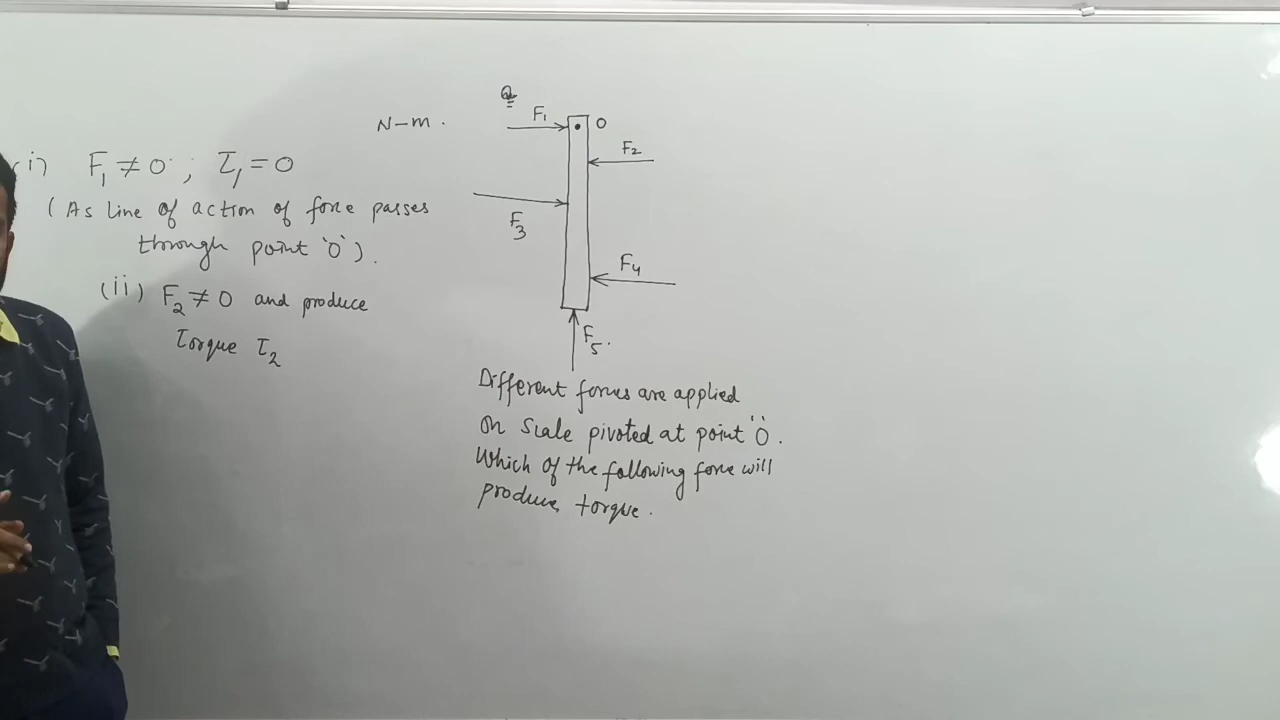 Q
N-m.
F₁
O
F₂
F₃
F₄
F₅.
(i) F₁ ≠ 0 ; τ₁ = 0
(As line of action of force passes
through point 'O').
(ii) F₂ ≠ 0 and produce
Torque τ₂
Different forces are applied
on scale pivoted at point "O.
Which of the following force will
produce torque.